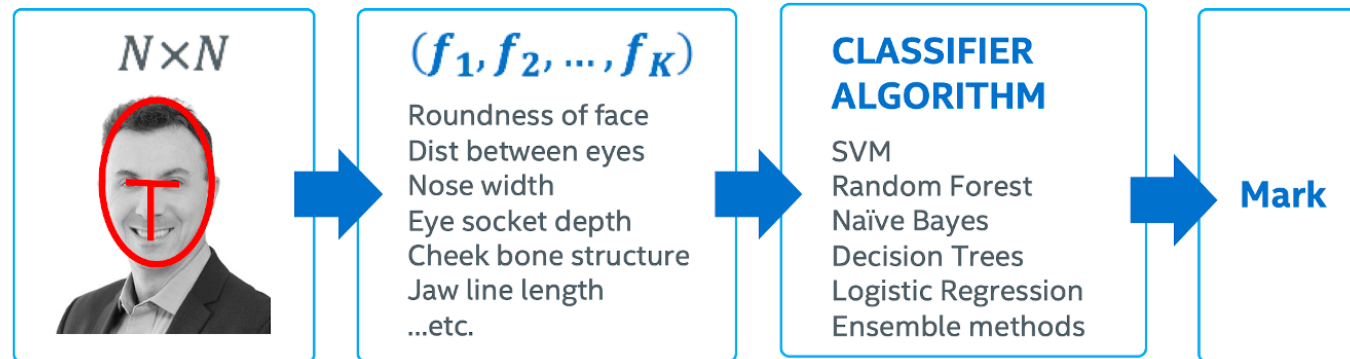 N×N
(f₁, f₂, ..., f_K)
Roundness of face
Dist between eyes
Nose width
Eye socket depth
Cheek bone structure
Jaw line length
...etc.
CLASSIFIER
ALGORITHM
SVM
Random Forest
Naïve Bayes
Decision Trees
Logistic Regression
Ensemble methods
Mark